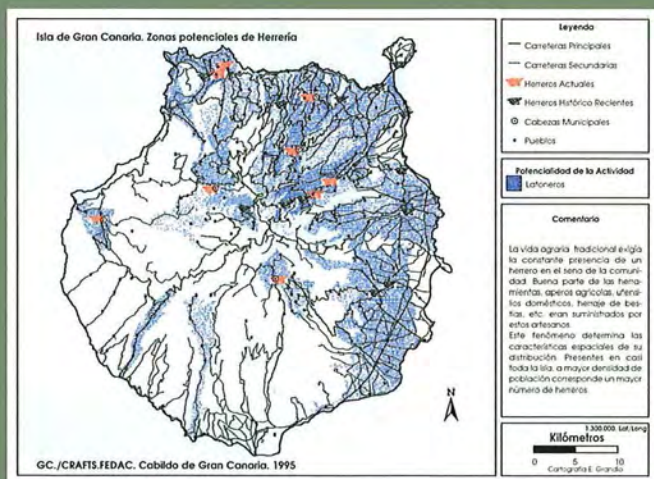 Isla de Gran Canaria. Zonas potenciales de Herrería
Leyenda
Carreteras Principales
Carreteras Secundarias
Herreros Actuales
Herreros Histórico Recientes
Cabezas Municipales
Pueblos
Potencialidad de la Actividad
Latoneros
Comentario
La vida agraria tradicional exigía
la constante presencia de un
herrero en el seno de la comuni-
dad. Buena parte de las herra-
mientas, aperos agrícolas, utensi-
lios domésticos, herraje de bes-
tias, etc. eran suministrados por
estos artesanos.
Este fenómeno determina las
características espaciales de su
distribución. Presentes en casi
toda la Isla, a mayor densidad de
población corresponde un mayor
número de herreros.
N
1:300.000. Lat/Long
Kilómetros
0 5 10
Cartografía E. Grandío
GC./CRAFTS.FEDAC. Cabildo de Gran Canaria. 1995